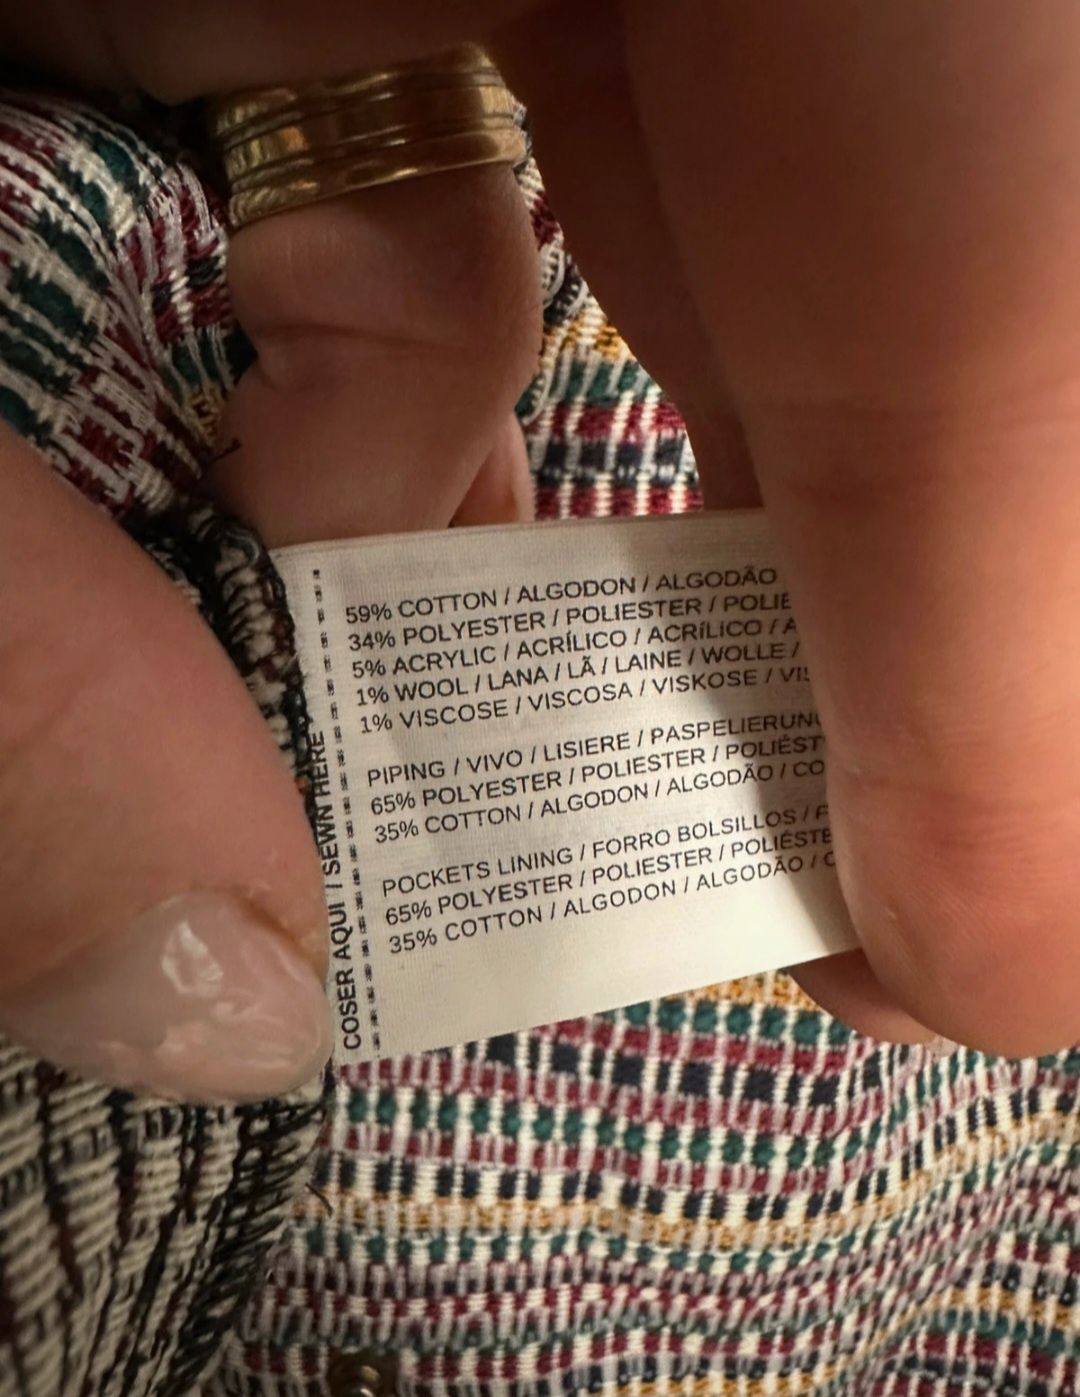 59% COTTON / ALGODON / ALGODÃO
34% POLYESTER / POLIESTER /
5% ACRYLIC / ACRÍLICO / ACRÍLICO /
1% WOOL / LANA / LÃ / LAINE / WOLLE /
1% VISCOSE / VISCOSA / VISKOSE /
PIPING / VIVO / LISIERE /
65% POLYESTER / POLIESTER /
35% COTTON / ALGODON / ALGODÃO /
POCKETS LINING / FORRO BOLSILLOS /
65% POLYESTER / POLIESTER /
35% COTTON / ALGODON / ALGODÃO /
COSER AQUI / SEWN HERE